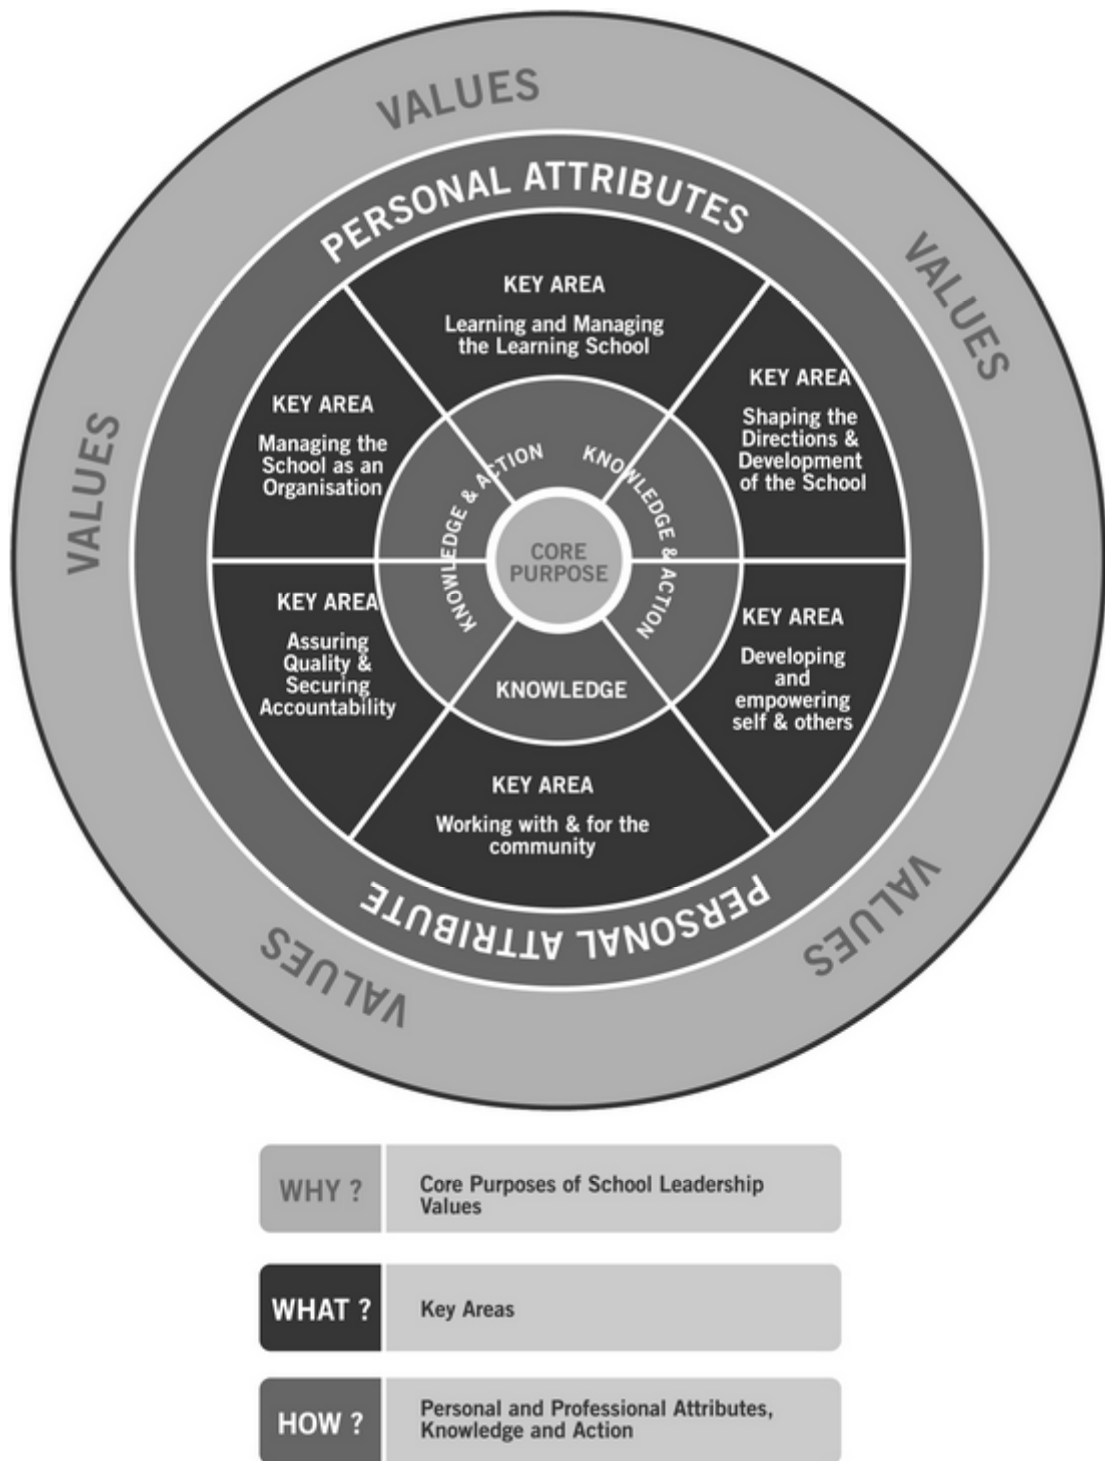 VALUES
PERSONAL ATTRIBUTES
VALUES
KEY AREA
Learning and Managing
the Learning School
KEY AREA
Shaping the
Directions &
Development
of the School
KEY AREA
Managing the
School as an
Organisation
VALUES
KNOWLEDGE & ACTION
KNOWLEDGE & ACTION
CORE
PURPOSE
KEY AREA
Assuring
Quality &
Securing
Accountability
KEY AREA
Developing
and
empowering
self & others
KNOWLEDGE
KEY AREA
Working with & for the
community
PERSONAL ATTRIBUTE
VALUES
VALUES
WHY ?
Core Purposes of School Leadership
Values
WHAT ?
Key Areas
HOW ?
Personal and Professional Attributes,
Knowledge and Action